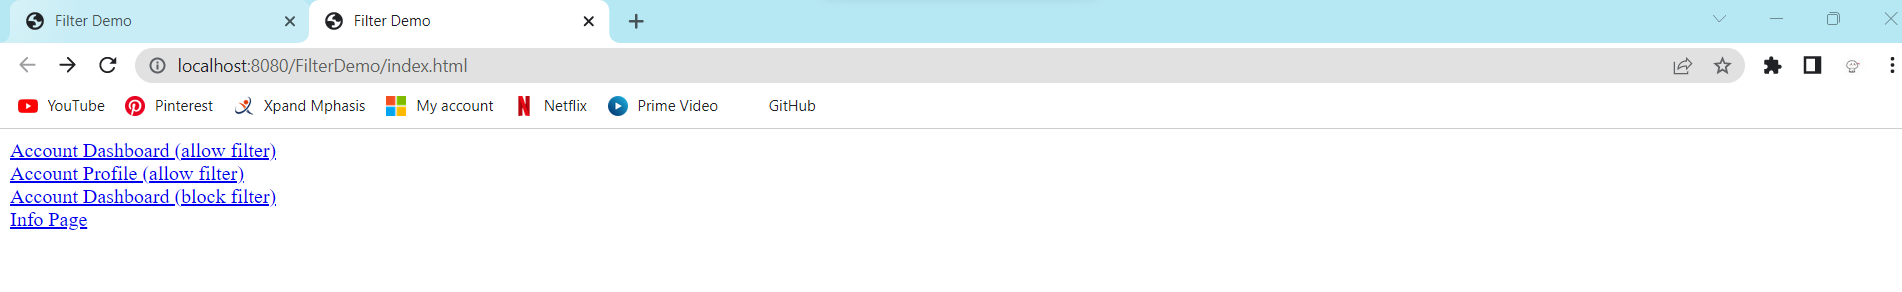 Filter Demo Filter Demo
localhost:8080/FilterDemo/index.html
YouTube Pinterest Xpand Mphasis My account Netflix Prime Video GitHub
Account Dashboard (allow filter)
Account Profile (allow filter)
Account Dashboard (block filter)
Info Page